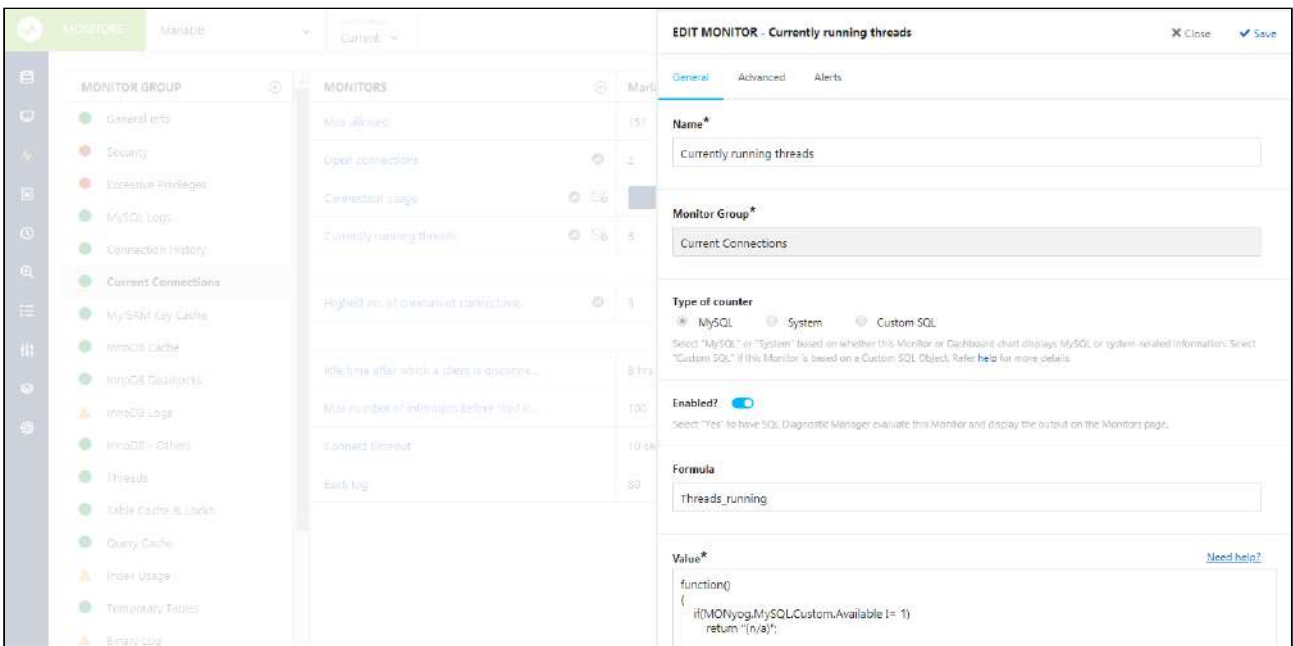 MONITORS
MariaDB
Current
EDIT MONITOR - Currently running threads
Close
Save
MONITOR GROUP
MONITORS
Maria
General Info
Security
Excessive Privileges
MySQL Logs
Connection History
Current Connections
MyISAM Key Cache
InnoDB Cache
InnoDB Deadlocks
InnoDB Logs
InnoDB - Others
Threads
Table Cache & Locks
Query Cache
Index Usage
Temporary Tables
Binary Log
Max allowed
151
Open connections
2
Connection usage
Currently running threads
6
Highest no. of concurrent connections
3
Idle time after which a client is disconne...
8 hrs
Max number of interrupts before host is...
100
Connect timeout
10 se
Back log
80
General
Advanced
Alerts
Name*
Currently running threads
Monitor Group*
Current Connections
Type of counter
MySQL
System
Custom SQL
Select "MySQL" or "System" based on whether this Monitor or Dashboard chart displays MySQL or system-related information. Select
"Custom SQL" if this Monitor is based on a Custom SQL Object. Refer help for more details.
Enabled?
Select "Yes" to have SQL Diagnostic Manager evaluate this Monitor and display the output on the Monitors page.
Formula
Threads_running
Value*
Need help?
function()
{
if(MONyog.MySQL.Custom.Available != 1)
return "(n/a)";